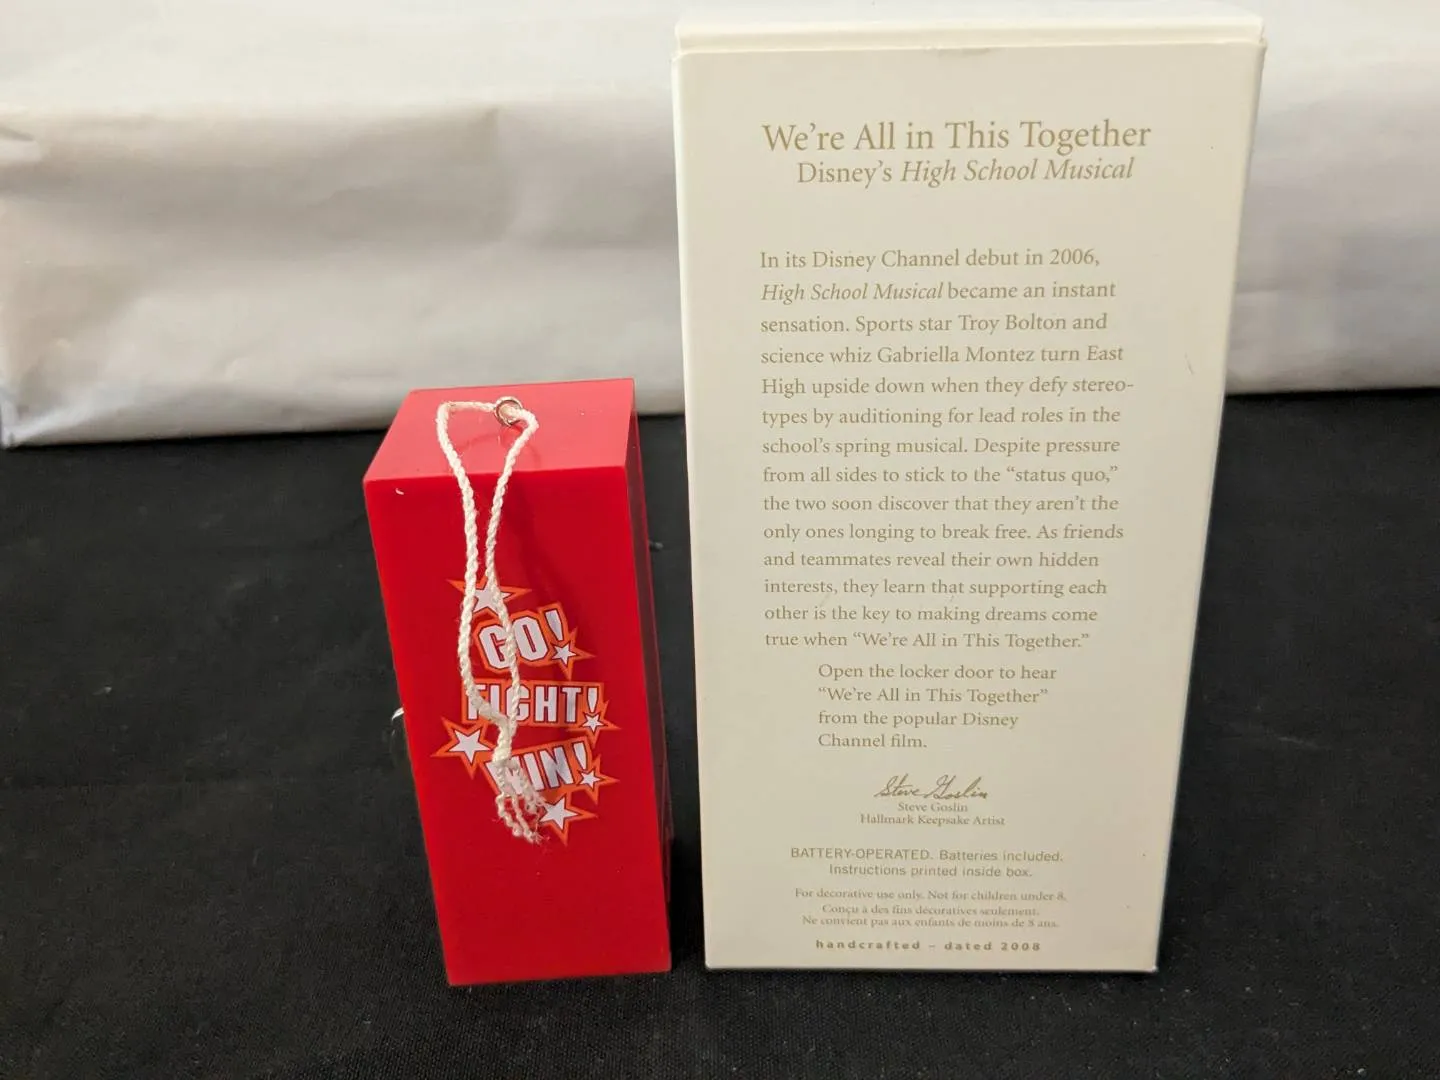 GO!
FIGHT!
WIN!
We're All in This Together
Disney's High School Musical
In its Disney Channel debut in 2006,
High School Musical became an instant
sensation. Sports star Troy Bolton and
science whiz Gabriella Montez turn East
High upside down when they defy stereo-
types by auditioning for lead roles in the
school's spring musical. Despite pressure
from all sides to stick to the “status quo,”
the two soon discover that they aren't the
only ones longing to break free. As friends
and teammates reveal their own hidden
interests, they learn that supporting each
other is the key to making dreams come
true when “We're All in This Together.”
Open the locker door to hear
“We're All in This Together”
from the popular Disney
Channel film.
Steve Goslin
Steve Goslin
Hallmark Keepsake Artist
BATTERY-OPERATED. Batteries included.
Instructions printed inside box.
For decorative use only. Not for children under 8.
Conçu à des fins décoratives seulement.
Ne convient pas aux enfants de moins de 8 ans.
handcrafted – dated 2008